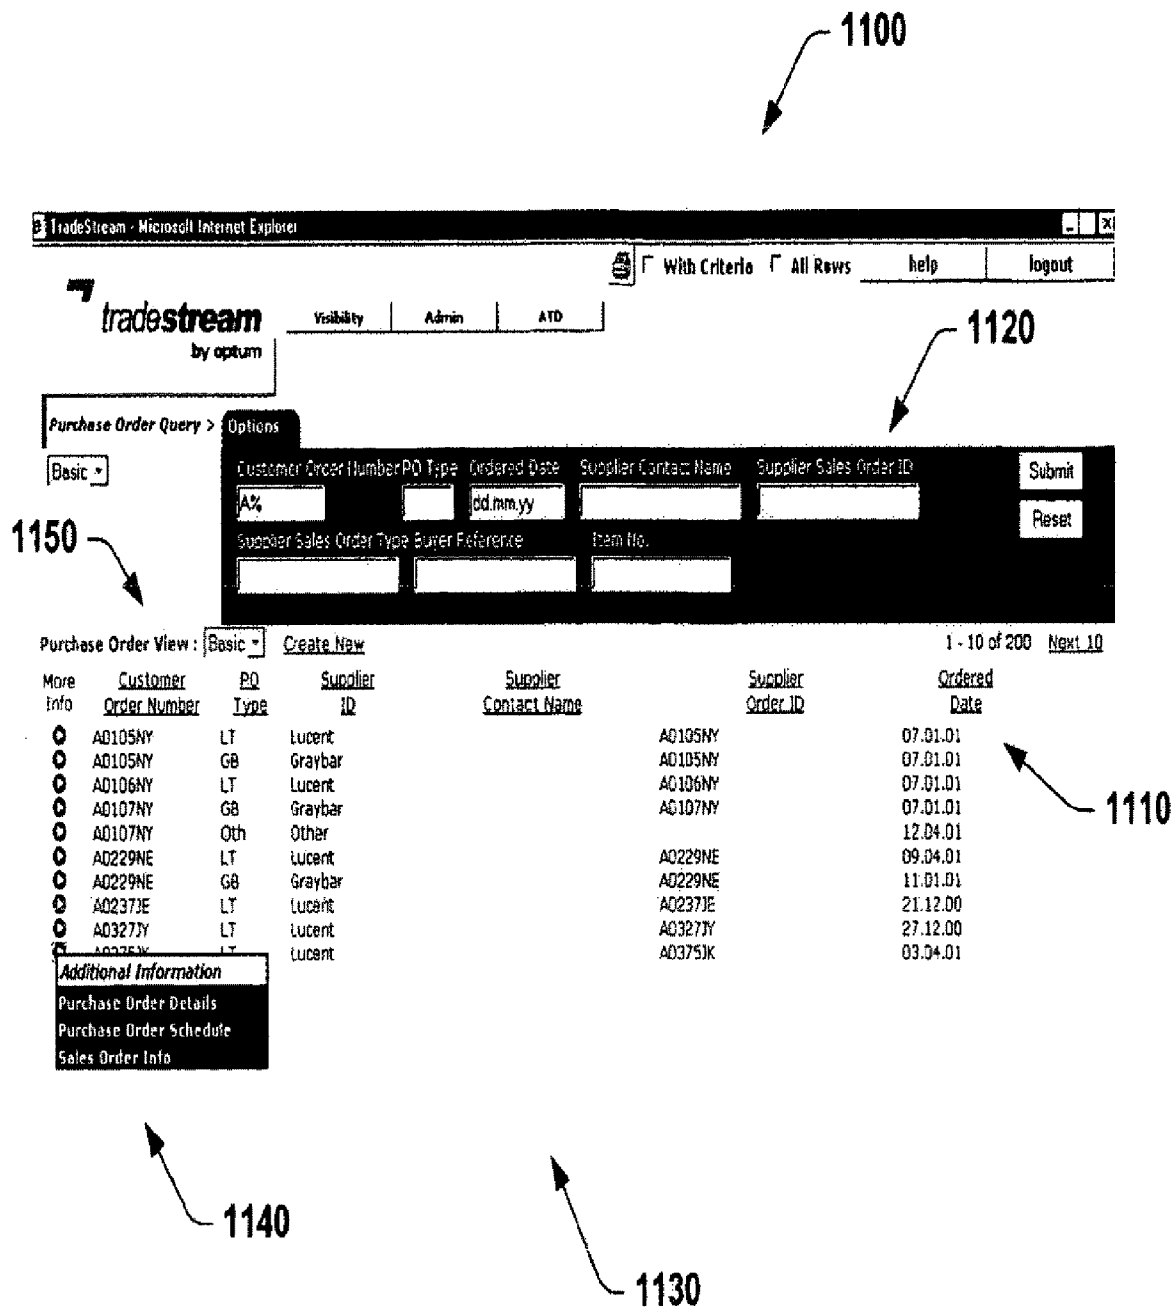 1100
TradeStream - Microsoft Internet Explorer
With Criteria All Rows help logout
tradestream
by optum
Visibility Admin ATD
1120
Purchase Order Query > Options
Basic
Customer Order Number PO Type Ordered Date Supplier Contact Name Supplier Sales Order ID Submit
A% dd.mm.yy
Reset
1150
Supplier Sales Order Type Buyer Reference Item No.
Purchase Order View : Basic Create New 1 - 10 of 200 Next 10
More Info Customer Order Number PO Type Supplier ID Supplier Contact Name Supplier Order ID Ordered Date
A0105NY LT Lucent A0105NY 07.01.01
A0105NY GB Graybar A0105NY 07.01.01
A0106NY LT Lucent A0106NY 07.01.01
A0107NY GB Graybar A0107NY 07.01.01
1110
A0107NY Oth Other 12.04.01
A0229NE LT Lucent A0229NE 09.04.01
A0229NE GB Graybar A0229NE 11.01.01
A0237JE LT Lucent A0237JE 21.12.00
A0327JY LT Lucent A0327JY 27.12.00
A0375JK LT Lucent A0375JK 03.04.01
Additional Information
Purchase Order Details
Purchase Order Schedule
Sales Order Info
1140
1130